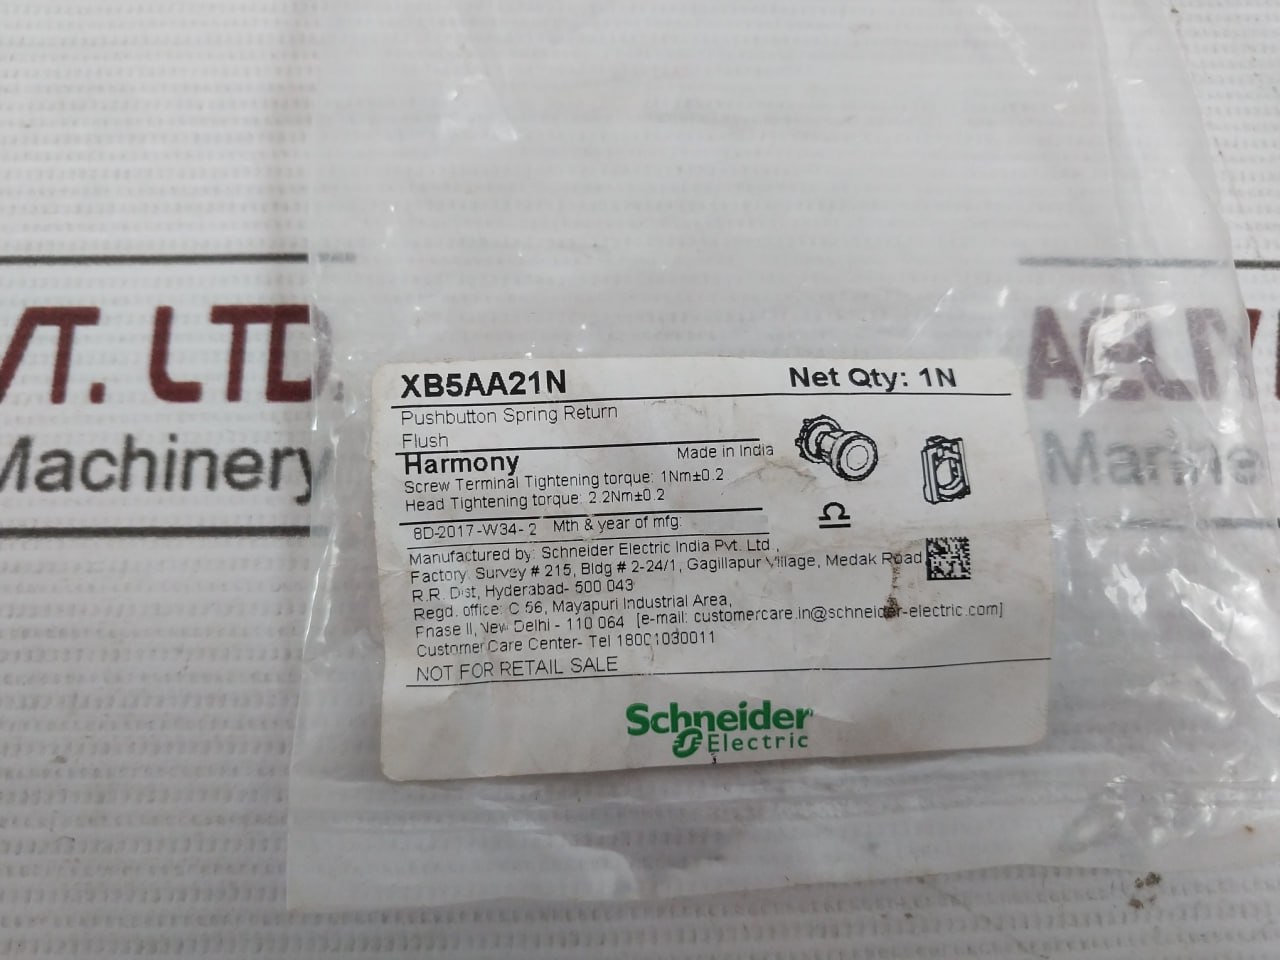 VT. LTD.
Machinery
AELIYA
Marine
XB5AA21N Net Qty: 1N
Pushbutton Spring Return
Flush
Harmony Made in India
Screw Terminal Tightening torque: 1Nm±0.2
Head Tightening torque: 2.2Nm±0.2
8D-2017-W34-2 Mth & year of mfg:
Manufactured by: Schneider Electric India Pvt. Ltd.,
Factory: Survey # 215, Bldg # 2-24/1, Gagillapur Village, Medak Road
R.R. Dist, Hyderabad- 500 043
Regd. office: C 56, Mayapuri Industrial Area,
Phase II, New Delhi - 110 064 [e-mail: customercare.in@schneider-electric.com]
Customer Care Center- Tel 18001030011
NOT FOR RETAIL SALE
Schneider
Electric